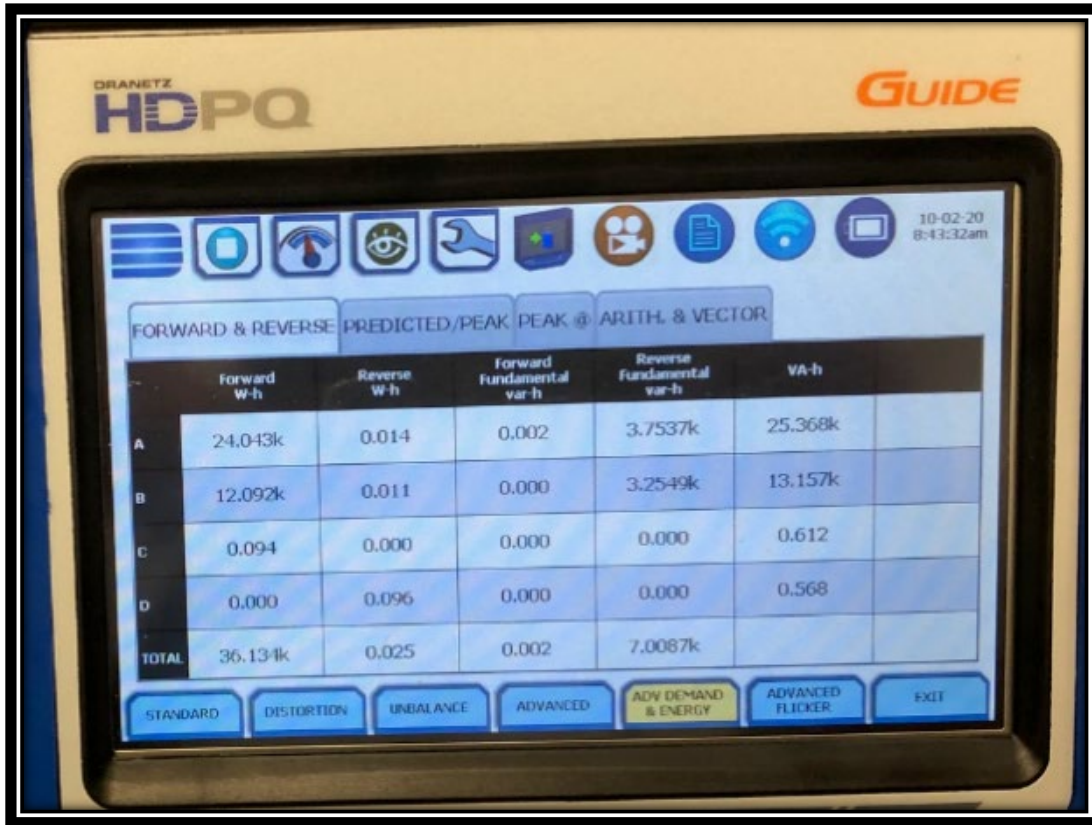 DRANETZ
HDPQ
GUIDE
10-02-20
8:43:32am
FORWARD & REVERSE PREDICTED/PEAK PEAK @ ARITH. & VECTOR
Forward W-h Reverse W-h Forward Fundamental var-h Reverse Fundamental var-h VA-h
A 24.043k 0.014 0.002 3.7537k 25.368k
B 12.092k 0.011 0.000 3.2549k 13.157k
C 0.094 0.000 0.000 0.000 0.612
D 0.000 0.096 0.000 0.000 0.568
TOTAL 36.134k 0.025 0.002 7.0087k
STANDARD DISTORTION UNBALANCE ADVANCED ADV DEMAND & ENERGY ADVANCED FLICKER EXIT